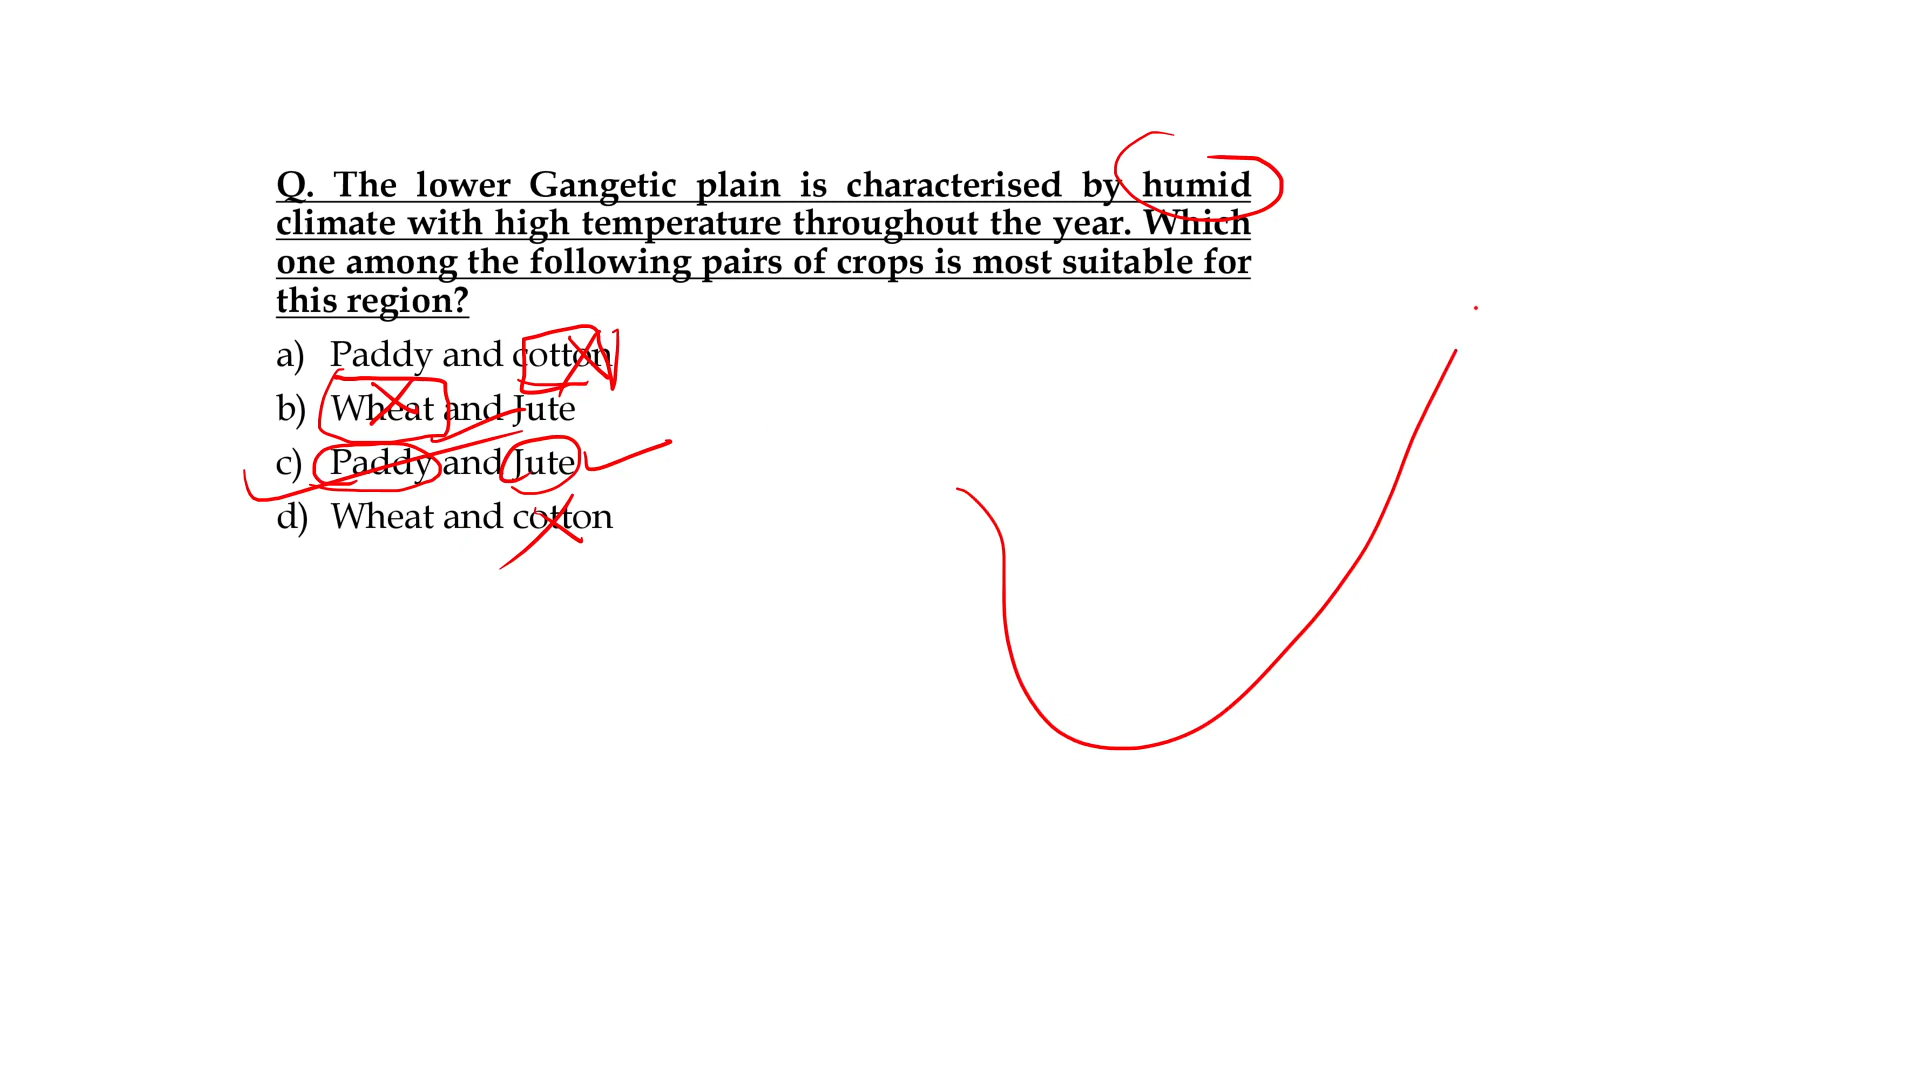 Q. The lower Gangetic plain is characterised by humid
climate with high temperature throughout the year. Which
one among the following pairs of crops is most suitable for
this region?
a) Paddy and cotton
b) Wheat and Jute
c) Paddy and Jute
d) Wheat and cotton